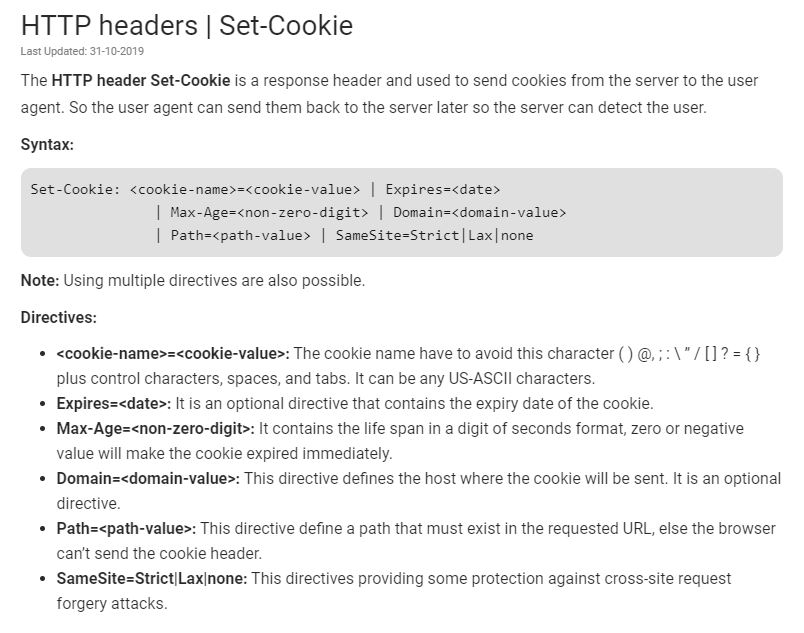 HTTP headers | Set-Cookie
Last Updated: 31-10-2019
The HTTP header Set-Cookie is a response header and used to send cookies from the server to the user
agent. So the user agent can send them back to the server later so the server can detect the user.
Syntax:
Set-Cookie: <cookie-name>=<cookie-value> | Expires=<date>
| Max-Age=<non-zero-digit> | Domain=<domain-value>
| Path=<path-value> | SameSite=Strict|Lax|none
Note: Using multiple directives are also possible.
Directives:
• <cookie-name>=<cookie-value>: The cookie name have to avoid this character ( ) @, ; : \ ” / [ ] ? = { }
plus control characters, spaces, and tabs. It can be any US-ASCII characters.
• Expires=<date>: It is an optional directive that contains the expiry date of the cookie.
• Max-Age=<non-zero-digit>: It contains the life span in a digit of seconds format, zero or negative
value will make the cookie expired immediately.
• Domain=<domain-value>: This directive defines the host where the cookie will be sent. It is an optional
directive.
• Path=<path-value>: This directive define a path that must exist in the requested URL, else the browser
can’t send the cookie header.
• SameSite=Strict|Lax|none: This directives providing some protection against cross-site request
forgery attacks.